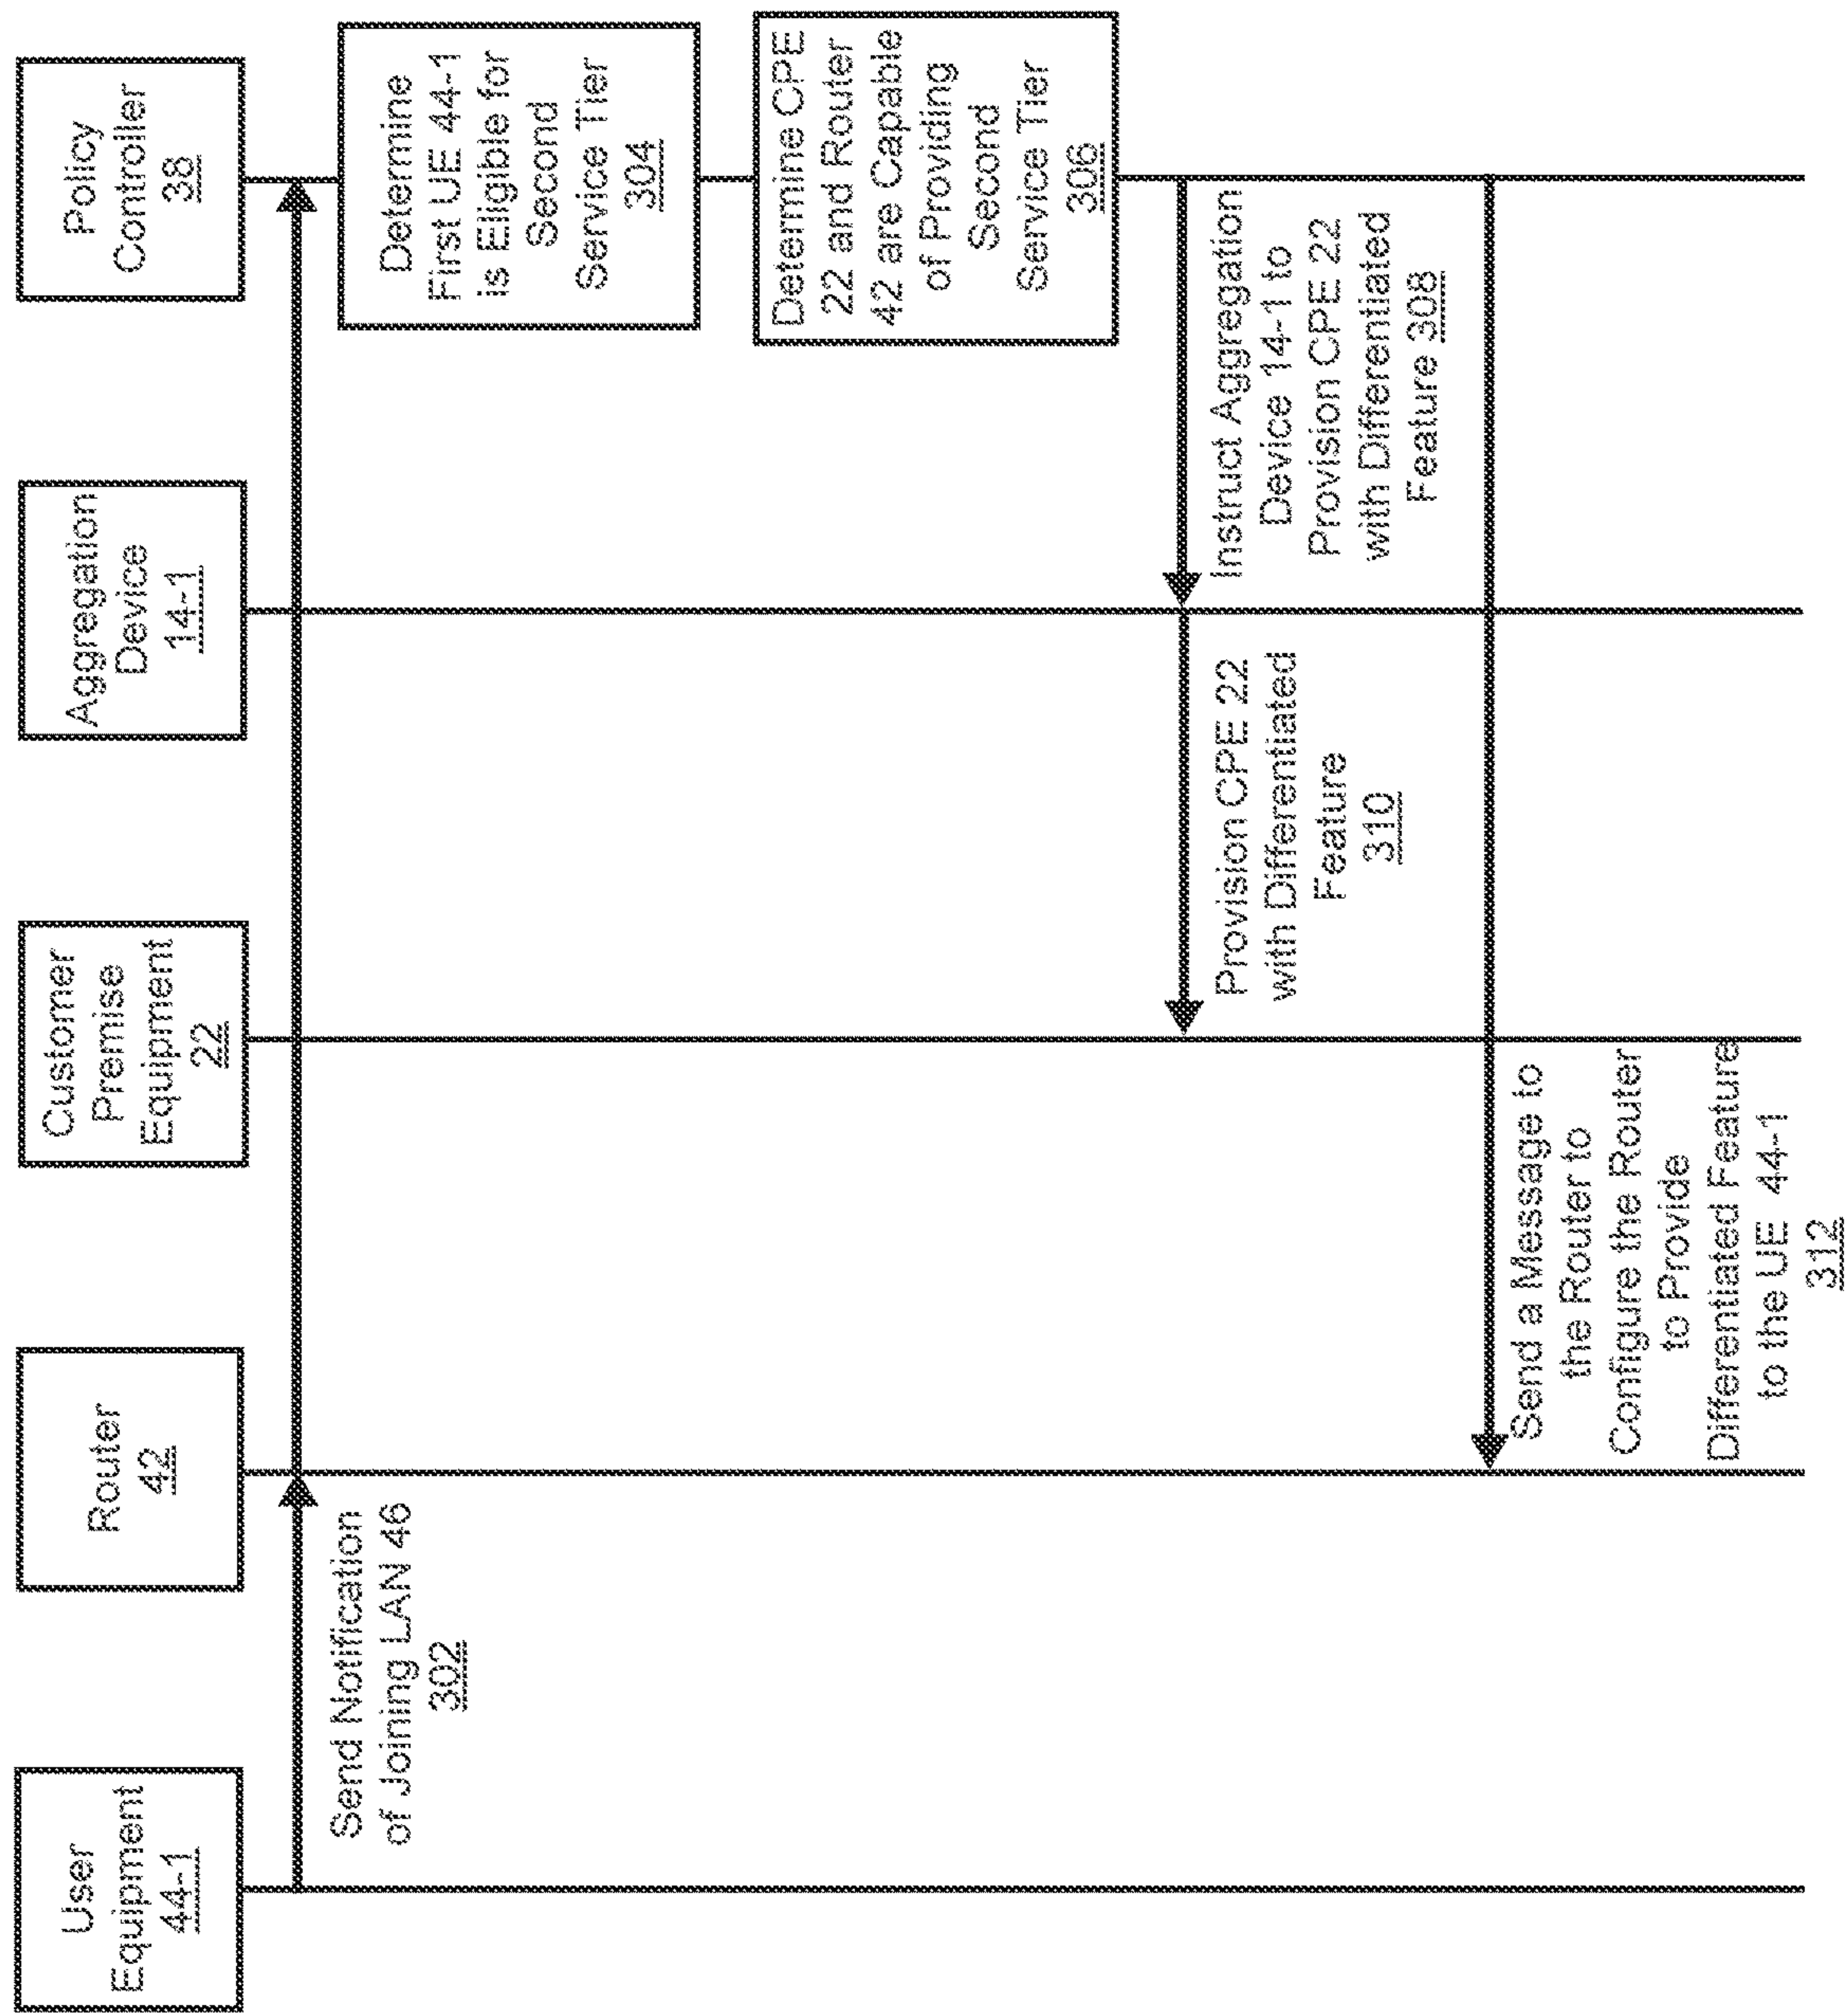 User
Equipment
44-1
Router
42
Customer
Premise
Equipment
22
Aggregation
Device
14-1
Policy
Controller
38
Send Notification
of Joining LAN 46
302
Determine
First UE 44-1
is Eligible for
Second
Service Tier
304
Determine CPE
22 and Router
42 are Capable
of Providing
Second
Service Tier
306
Instruct Aggregation
Device 14-1 to
Provision CPE 22
with Differentiated
Feature 308
Provision CPE 22
with Differentiated
Feature
310
Send a Message to
the Router to
Configure the Router
to Provide
Differentiated Feature
to the UE 44-1
312